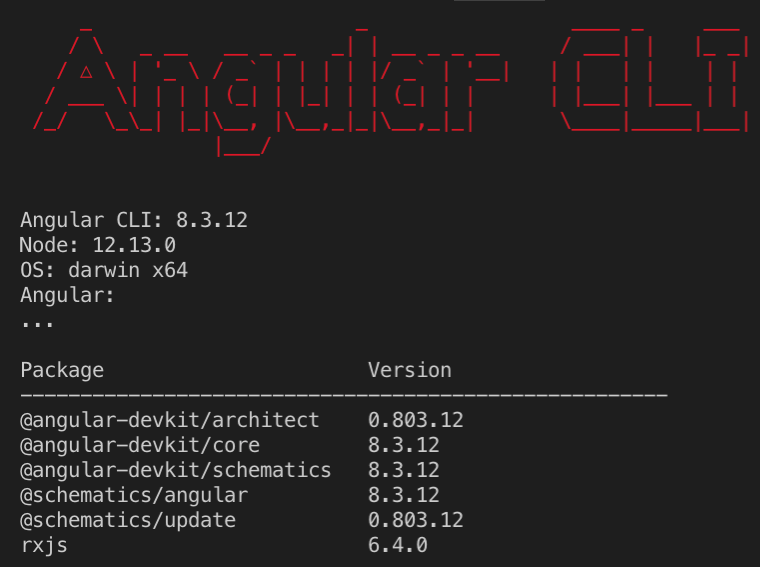 Angular CLI
Angular CLI: 8.3.12
Node: 12.13.0
OS: darwin x64
Angular:
...
Package Version
------------------------------------------------------
@angular-devkit/architect 0.803.12
@angular-devkit/core 8.3.12
@angular-devkit/schematics 8.3.12
@schematics/angular 8.3.12
@schematics/update 0.803.12
rxjs 6.4.0